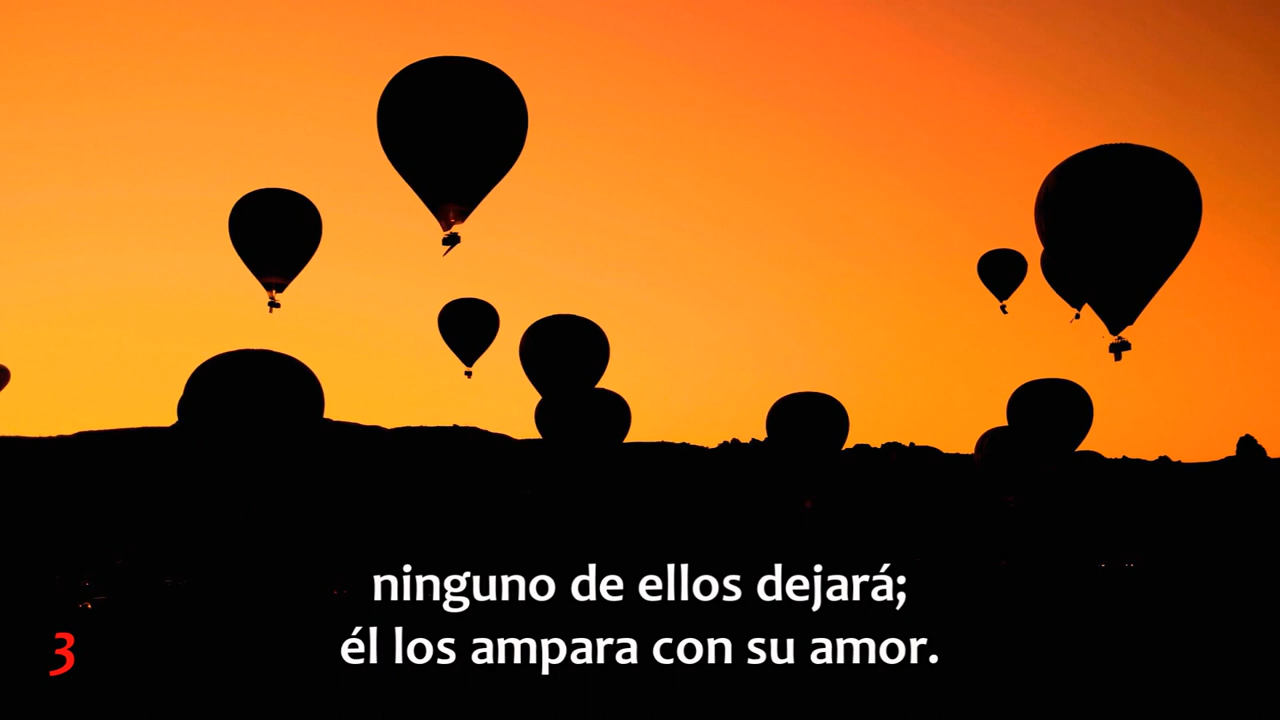 ninguno de ellos dejará;
él los ampara con su amor.
3